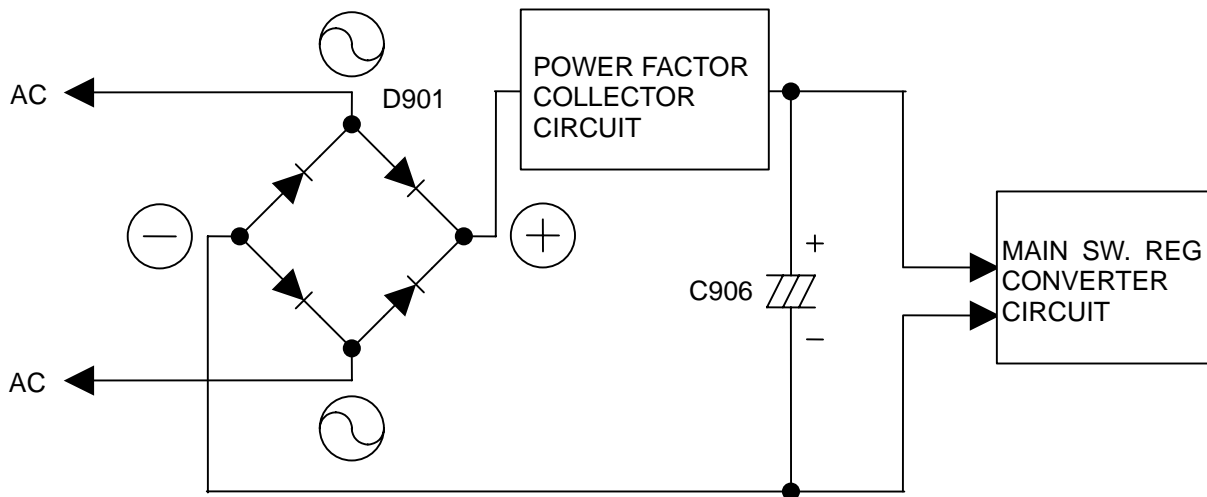 POWER FACTOR
COLLECTOR
CIRCUIT
AC
D901
−
+
+
C906
−
MAIN SW. REG
CONVERTER
CIRCUIT
AC